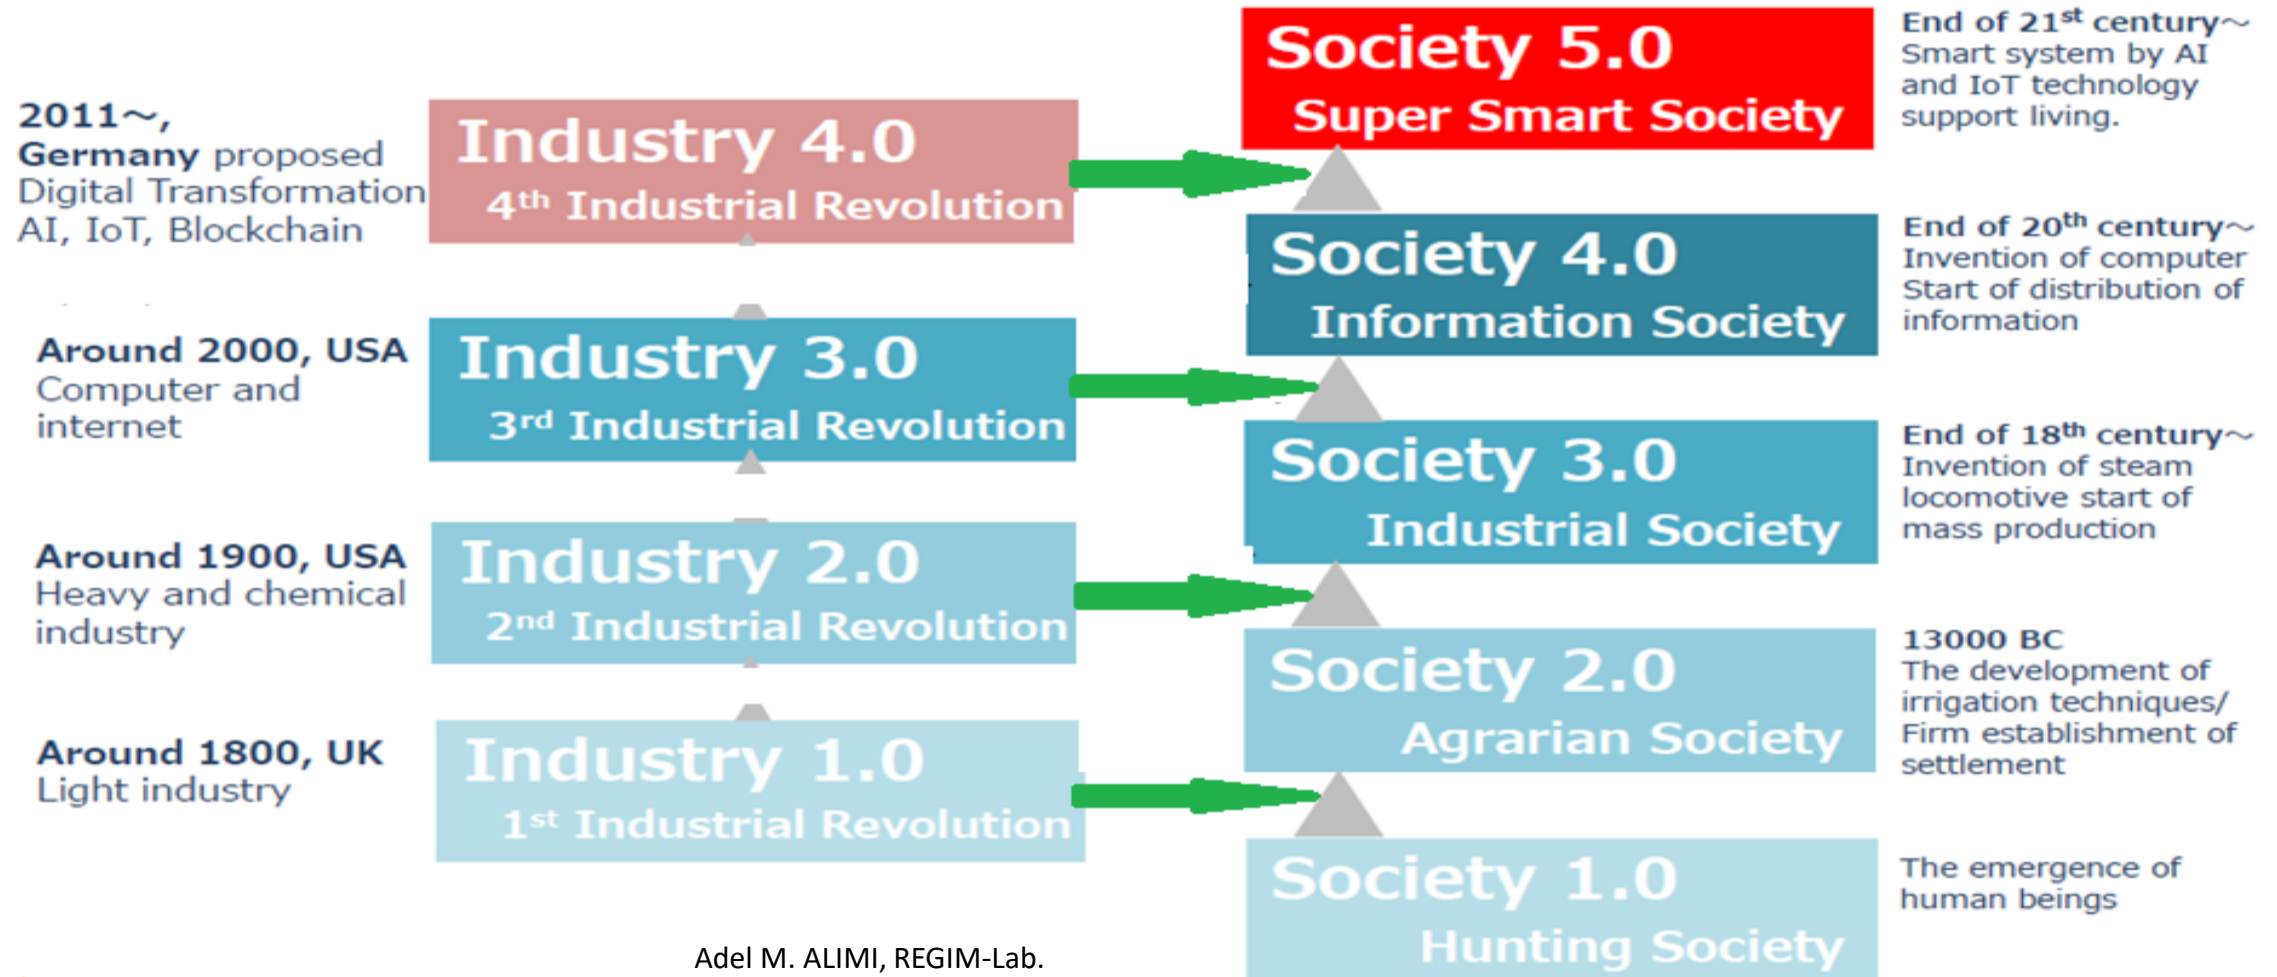 2011～,
Germany proposed
Digital Transformation
AI, IoT, Blockchain
Industry 4.0
4th Industrial Revolution
Around 2000, USA
Computer and
internet
Industry 3.0
3rd Industrial Revolution
Around 1900, USA
Heavy and chemical
industry
Industry 2.0
2nd Industrial Revolution
Around 1800, UK
Light industry
Industry 1.0
1st Industrial Revolution
Society 5.0
Super Smart Society
End of 21st century～
Smart system by AI
and IoT technology
support living.
Society 4.0
Information Society
End of 20th century～
Invention of computer
Start of distribution of
information
Society 3.0
Industrial Society
End of 18th century～
Invention of steam
locomotive start of
mass production
Society 2.0
Agrarian Society
13000 BC
The development of
irrigation techniques/
Firm establishment of
settlement
Society 1.0
Hunting Society
The emergence of
human beings
Adel M. ALIMI, REGIM-Lab.